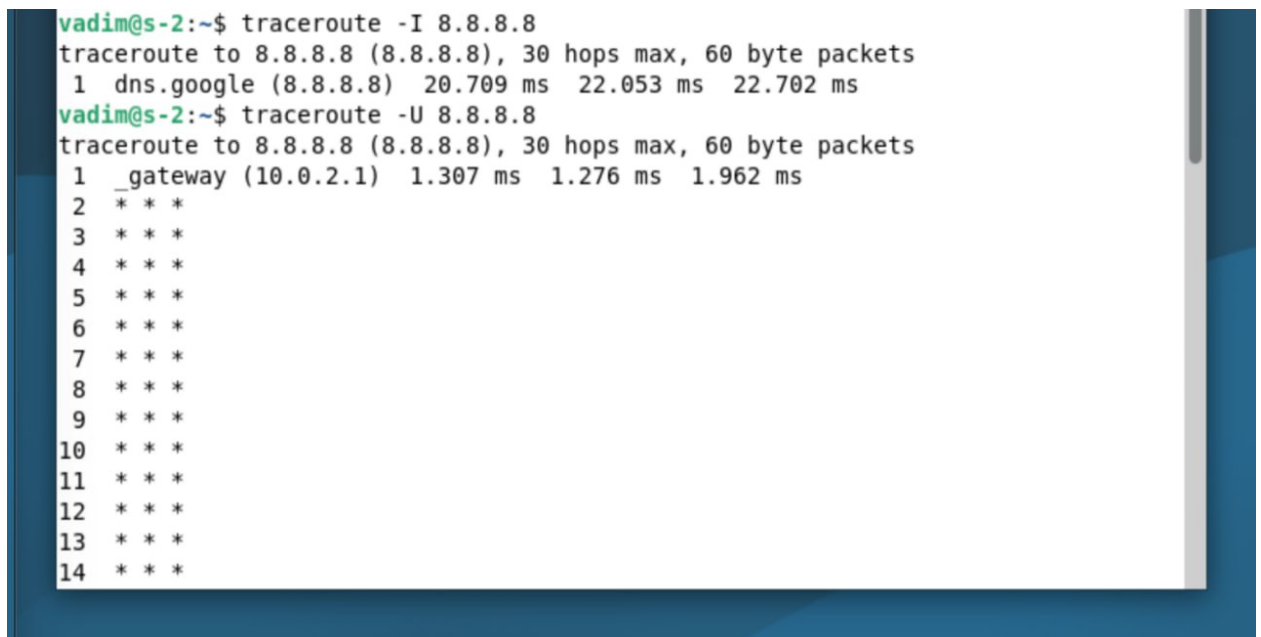 vadim@s-2:~$ traceroute -I 8.8.8.8
traceroute to 8.8.8.8 (8.8.8.8), 30 hops max, 60 byte packets
 1  dns.google (8.8.8.8)  20.709 ms  22.053 ms  22.702 ms
vadim@s-2:~$ traceroute -U 8.8.8.8
traceroute to 8.8.8.8 (8.8.8.8), 30 hops max, 60 byte packets
 1  _gateway (10.0.2.1)  1.307 ms  1.276 ms  1.962 ms
 2  * * *
 3  * * *
 4  * * *
 5  * * *
 6  * * *
 7  * * *
 8  * * *
 9  * * *
10  * * *
11  * * *
12  * * *
13  * * *
14  * * *